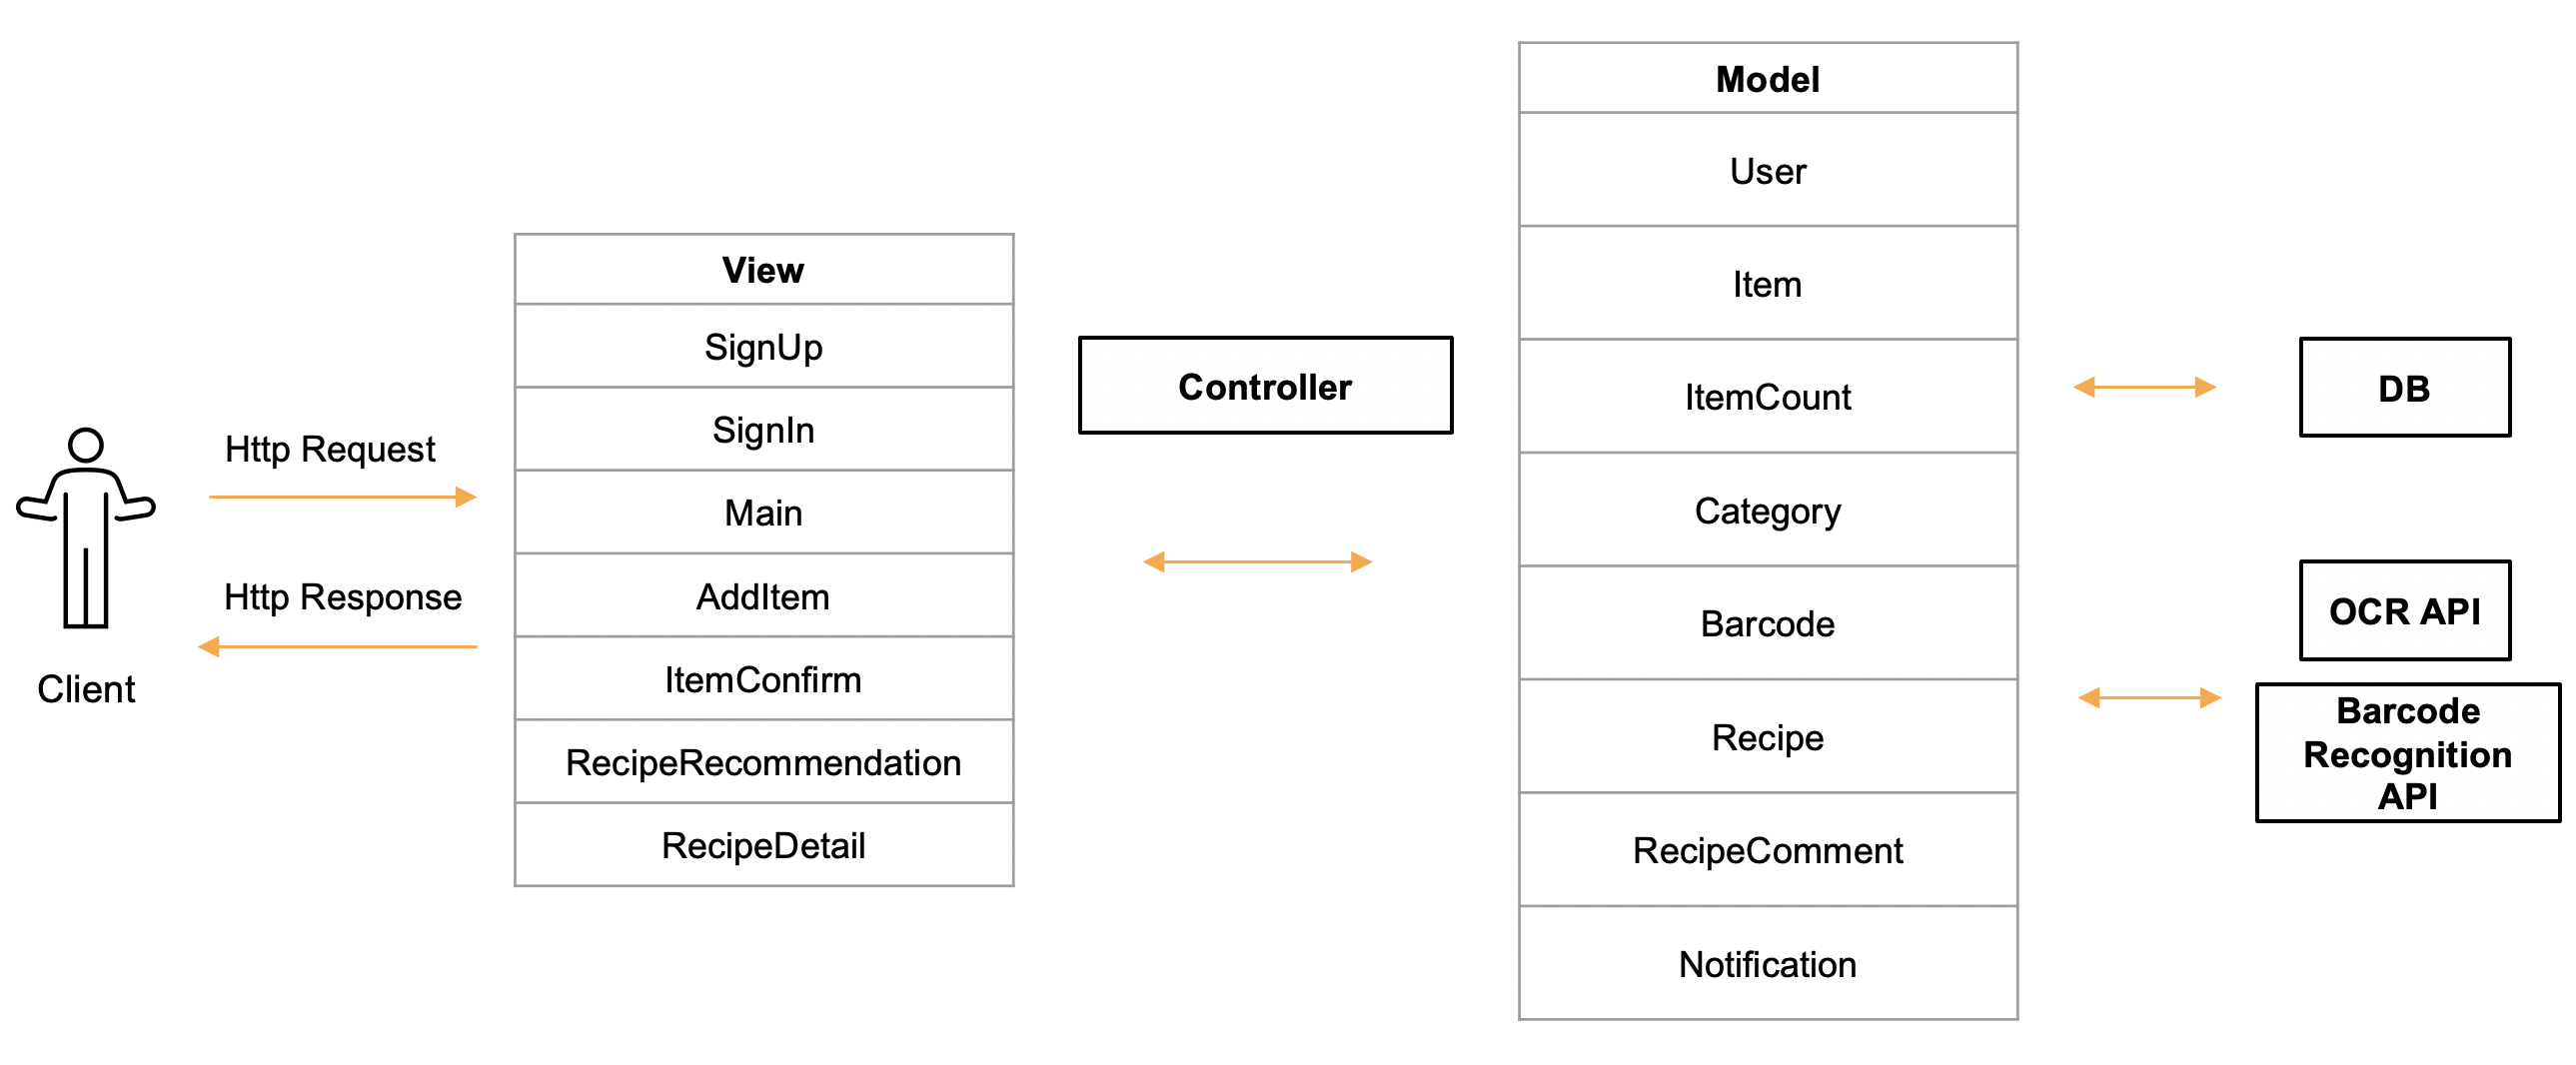 Client
Http Request
Http Response
View
SignUp
SignIn
Main
AddItem
ItemConfirm
RecipeRecommendation
RecipeDetail
Controller
Model
User
Item
ItemCount
Category
Barcode
Recipe
RecipeComment
Notification
DB
OCR API
Barcode
Recognition
API